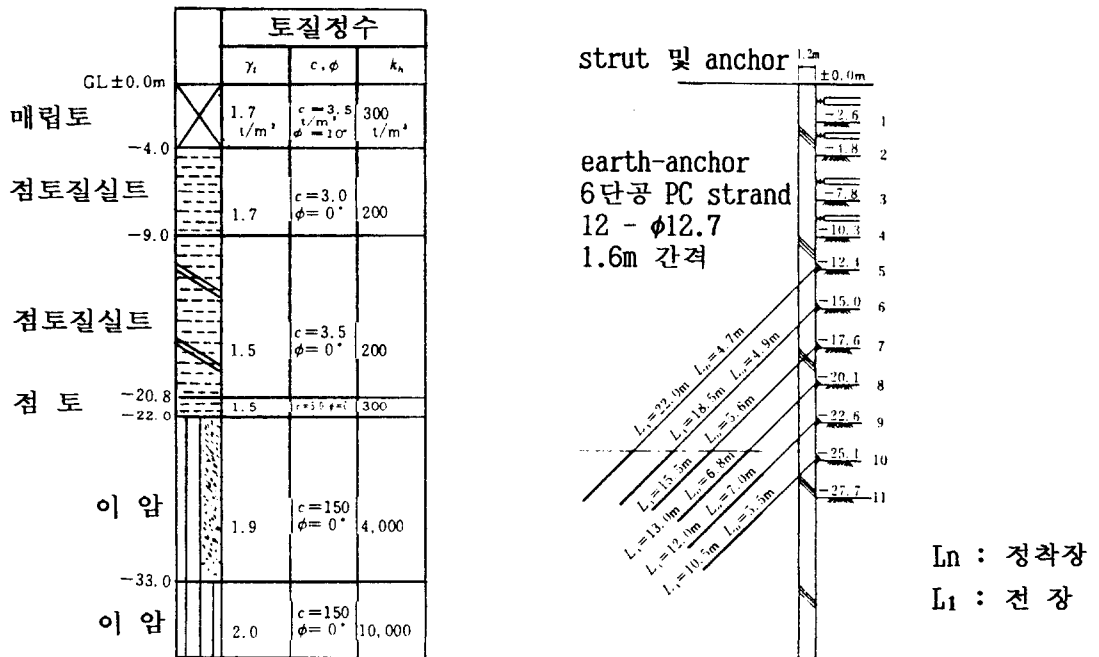 토질정수
γt c, φ kh
GL±0.0m
매립토
1.7 t/m³
c=3.5 t/m² φ=10°
300 t/m³
-4.0
점토질실트
1.7
c=3.0 φ=0°
200
-9.0
점토질실트
1.5
c=3.5 φ=0°
200
-20.8
점 토
1.5
300
-22.0
이 암
1.9
c=150 φ=0°
4,000
-33.0
이 암
2.0
c=150 φ=0°
10,000
strut 및 anchor
1.2m
±0.0m
earth-anchor
6단공 PC strand
12 - φ12.7
1.6m 간격
-2.6 1
-4.8 2
-7.8 3
-10.3 4
-12.4 5
-15.0 6
-17.6 7
-20.1 8
-22.6 9
-25.1 10
-27.7 11
L₁=22.0m Ln=4.7m
L₁=18.5m Ln=4.9m
L₁=15.5m Ln=5.6m
L₁=13.0m Ln=6.8m
L₁=12.0m Ln=7.0m
L₁=10.5m Ln=5.5m
Ln : 정착장
L₁ : 전 장